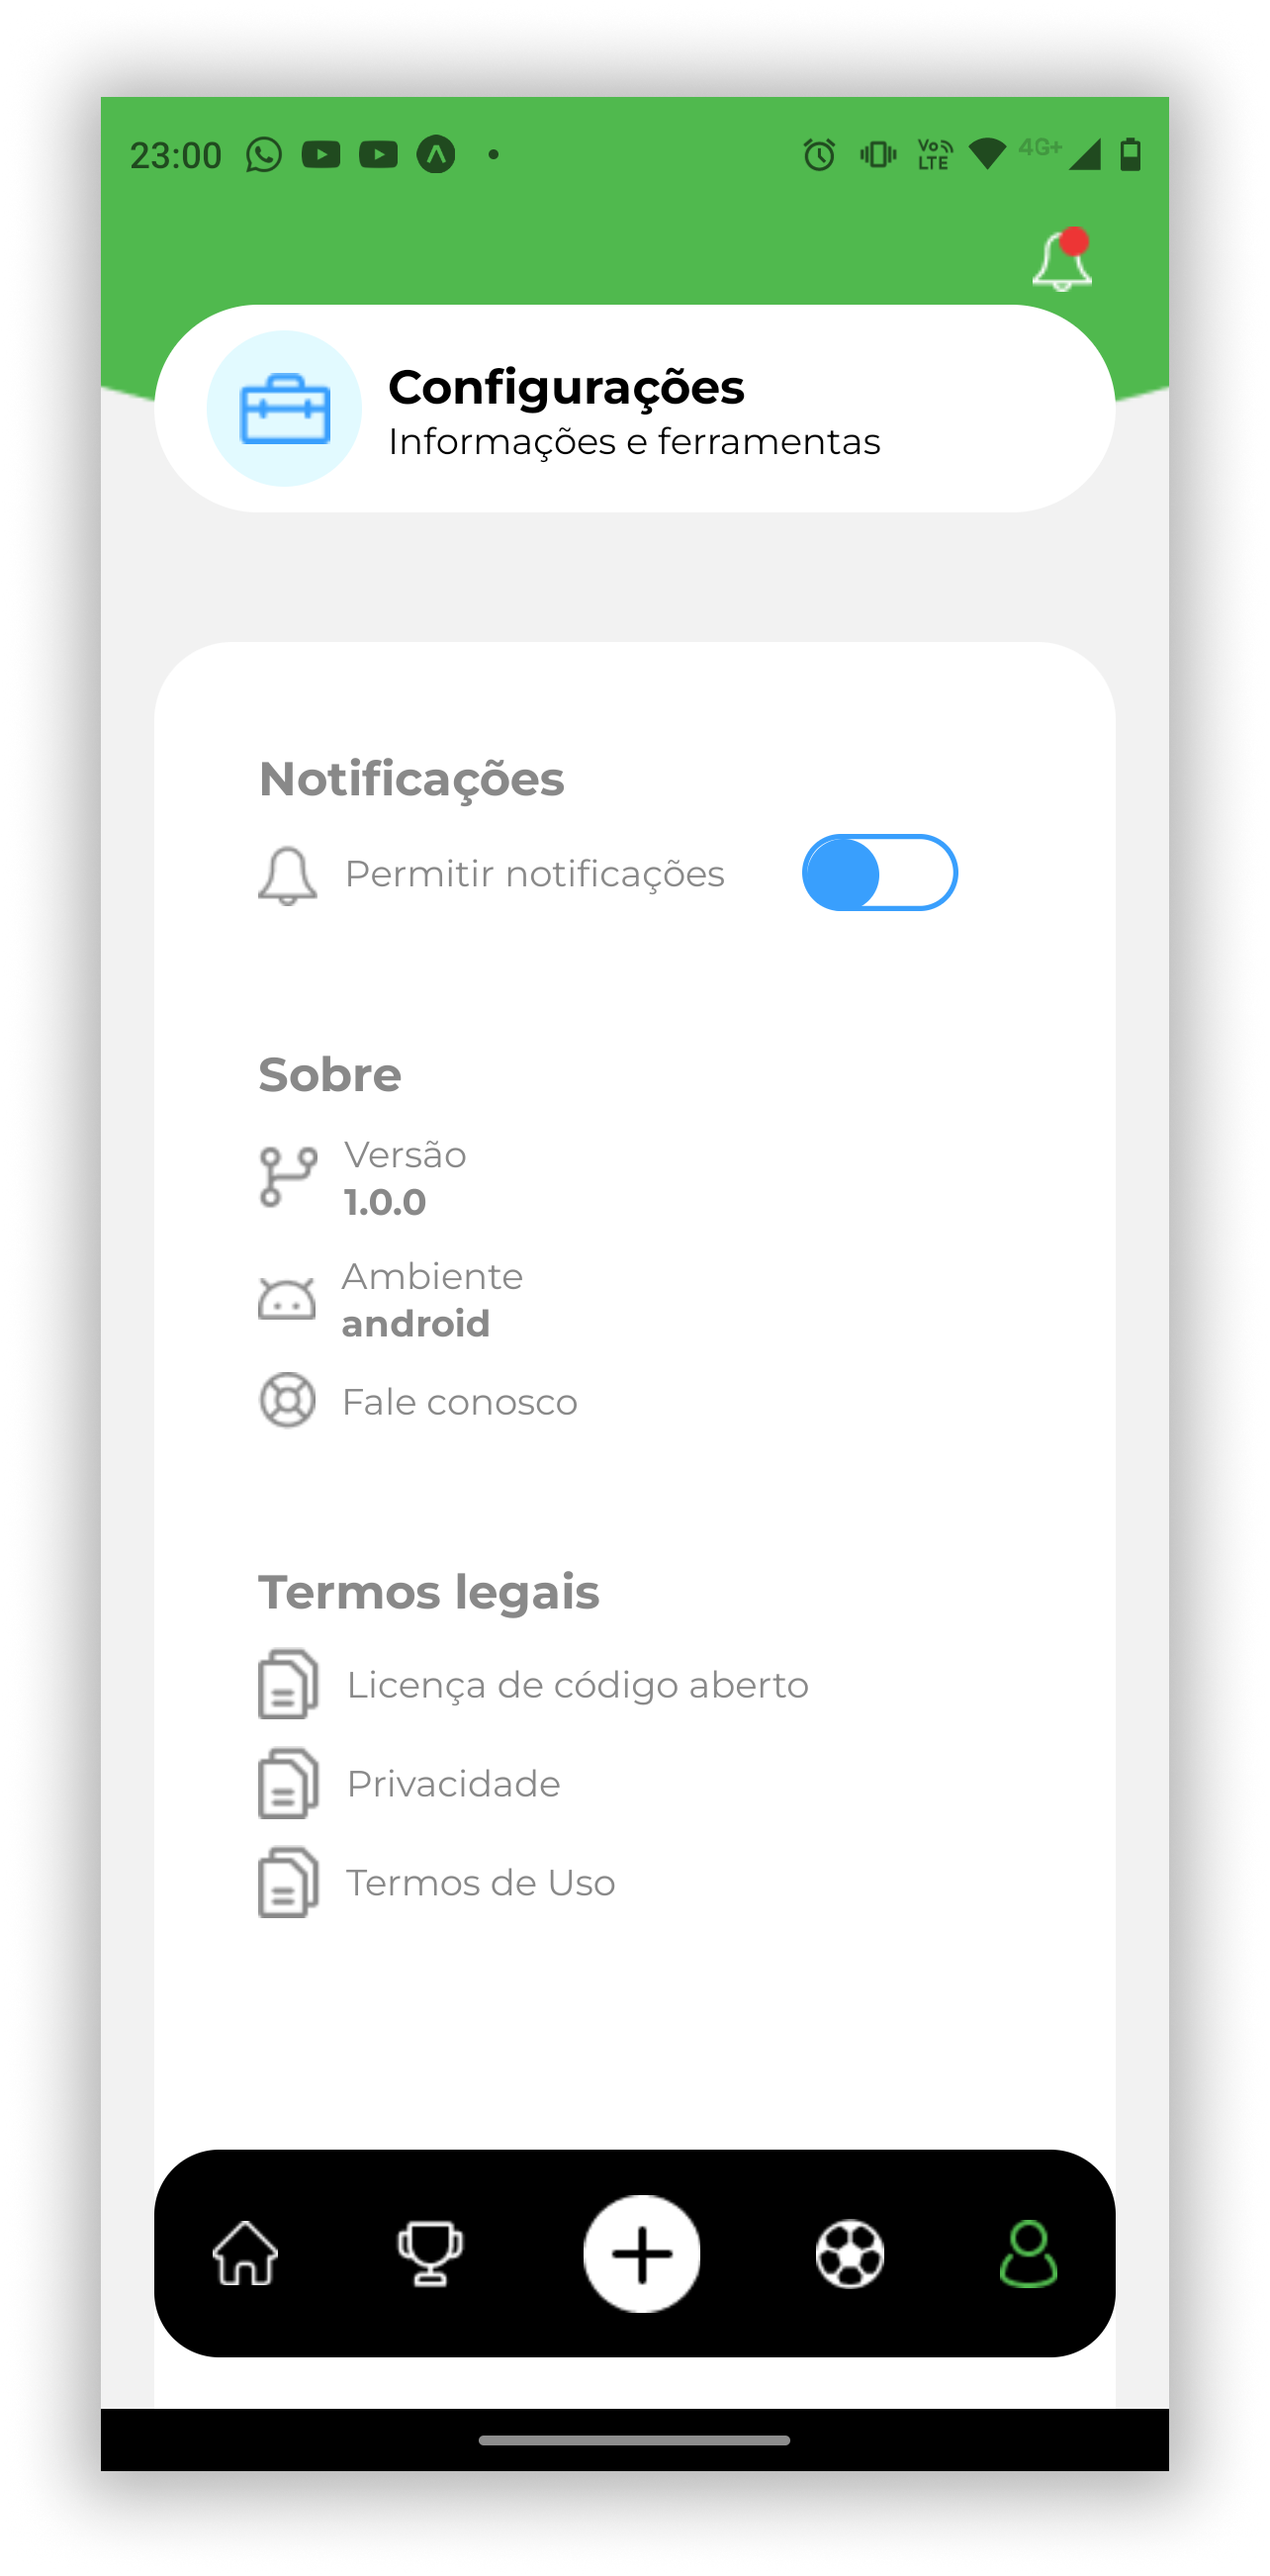 23:00
Vo LTE
4G+
Configurações
Informações e ferramentas
Notificações
Permitir notificações
Sobre
Versão
1.0.0
Ambiente
android
Fale conosco
Termos legais
Licença de código aberto
Privacidade
Termos de Uso